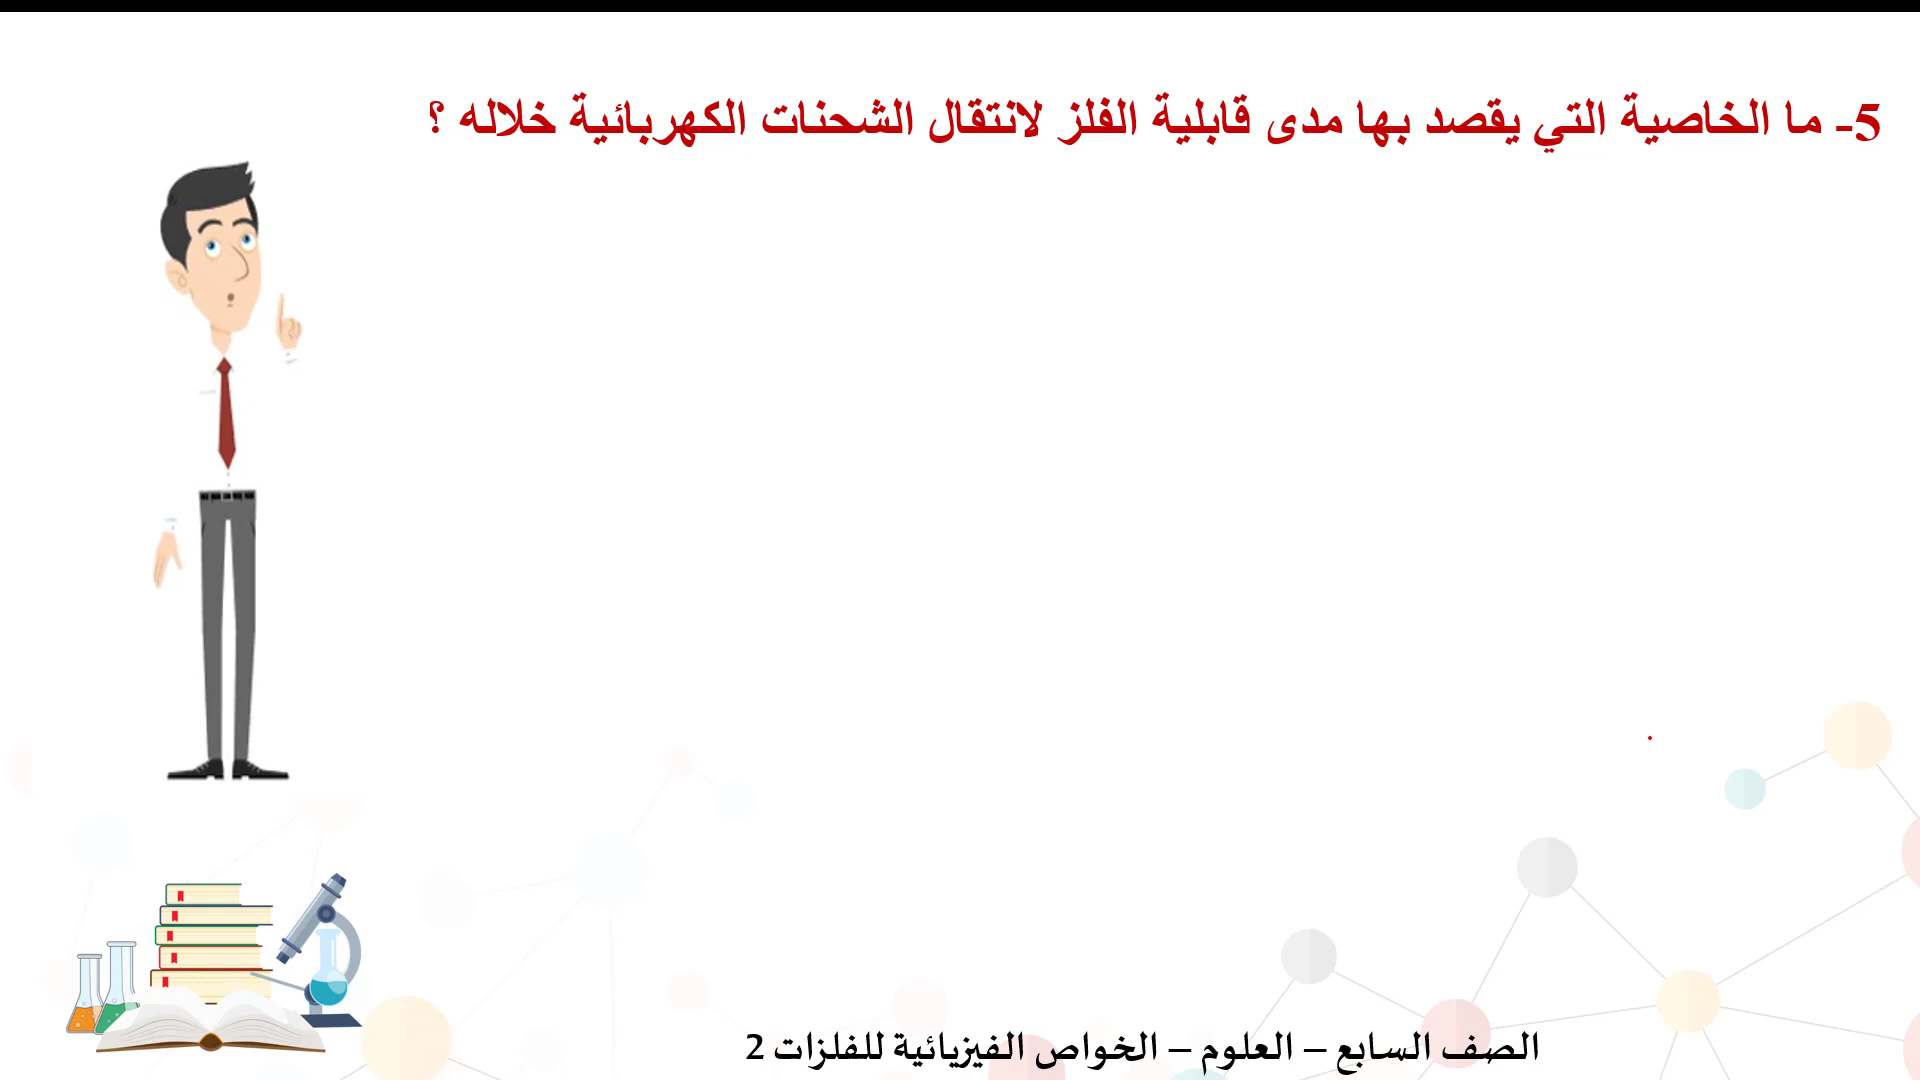 5- ما الخاصية التي يقصد بها مدى قابلية الفلز لانتقال الشحنات الكهربائية خلاله ؟
الصف السابع – العلوم – الخواص الفيزيائية للفلزات 2